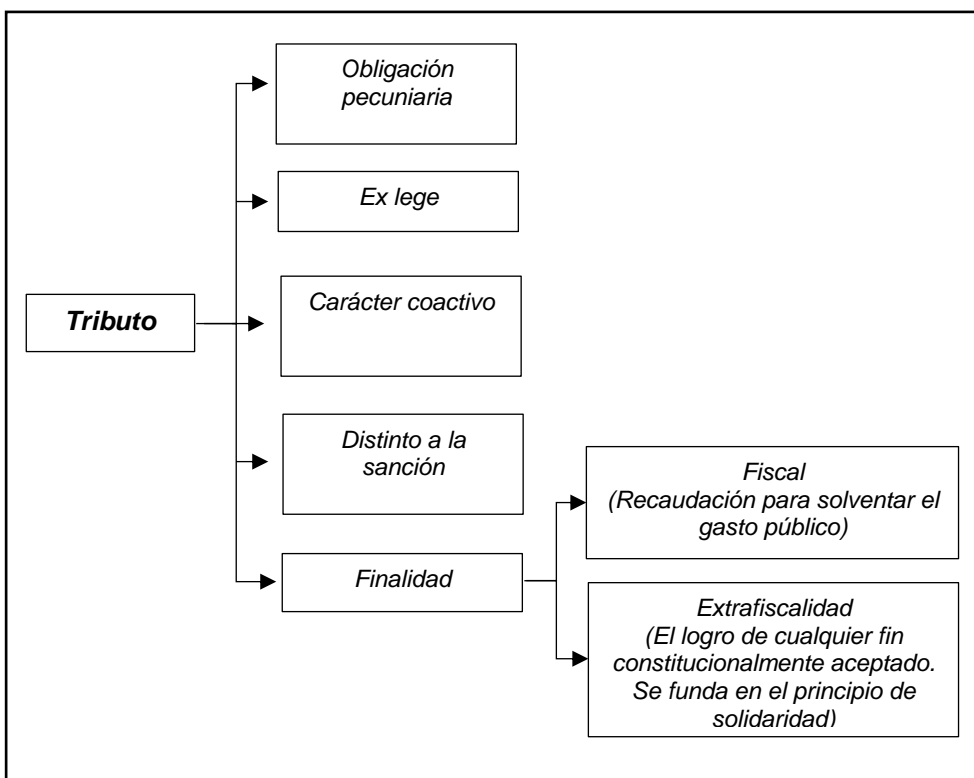 Obligación
pecuniaria
Ex lege
Carácter coactivo
Tributo
Distinto a la
sanción
Fiscal
(Recaudación para solventar el
gasto público)
Finalidad
Extrafiscalidad
(El logro de cualquier fin
constitucionalmente aceptado.
Se funda en el principio de
solidaridad)